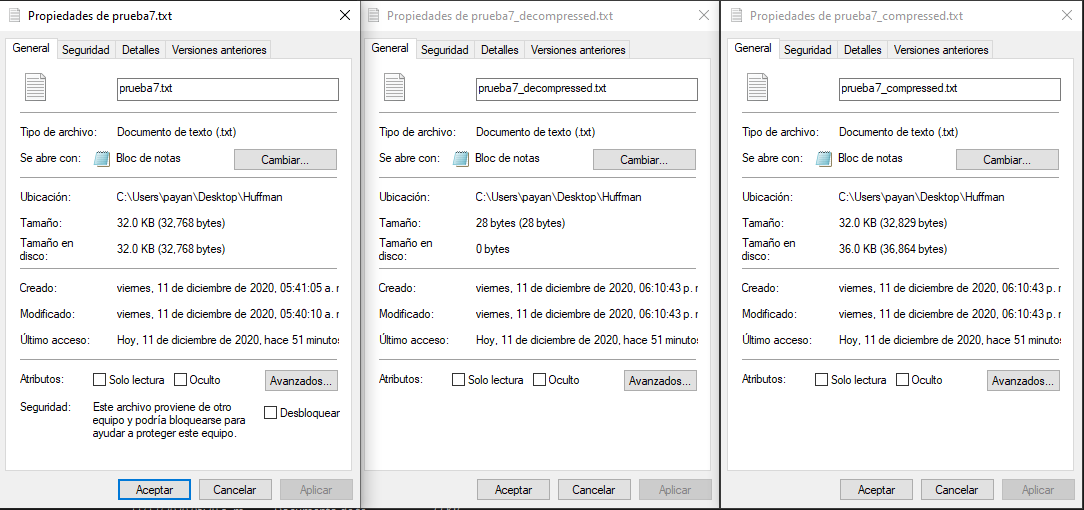 Propiedades de prueba7.txt
General Seguridad Detalles Versiones anteriores
prueba7.txt
Tipo de archivo: Documento de texto (.txt)
Se abre con: Bloc de notas Cambiar...
Ubicación: C:\Users\payan\Desktop\Huffman
Tamaño: 32.0 KB (32,768 bytes)
Tamaño en
disco: 32.0 KB (32,768 bytes)
Creado: viernes, 11 de diciembre de 2020, 05:41:05 a. r
Modificado: viernes, 11 de diciembre de 2020, 05:40:10 a. r
Último acceso: Hoy, 11 de diciembre de 2020, hace 51 minutos
Atributos: Solo lectura Oculto Avanzados...
Seguridad: Este archivo proviene de otro
equipo y podría bloquearse para
ayudar a proteger este equipo.
Desbloquear
Aceptar Cancelar Aplicar
Propiedades de prueba7_decompressed.txt
General Seguridad Detalles Versiones anteriores
prueba7_decompressed.txt
Tipo de archivo: Documento de texto (.txt)
Se abre con: Bloc de notas Cambiar...
Ubicación: C:\Users\payan\Desktop\Huffman
Tamaño: 28 bytes (28 bytes)
Tamaño en
disco: 0 bytes
Creado: viernes, 11 de diciembre de 2020, 06:10:43 p. r
Modificado: viernes, 11 de diciembre de 2020, 06:10:43 p. r
Último acceso: Hoy, 11 de diciembre de 2020, hace 51 minutos
Atributos: Solo lectura Oculto Avanzados...
Aceptar Cancelar Aplicar
Propiedades de prueba7_compressed.txt
General Seguridad Detalles Versiones anteriores
prueba7_compressed.txt
Tipo de archivo: Documento de texto (.txt)
Se abre con: Bloc de notas Cambiar...
Ubicación: C:\Users\payan\Desktop\Huffman
Tamaño: 32.0 KB (32,829 bytes)
Tamaño en
disco: 36.0 KB (36,864 bytes)
Creado: viernes, 11 de diciembre de 2020, 06:10:43 p. r
Modificado: viernes, 11 de diciembre de 2020, 06:10:43 p. r
Último acceso: Hoy, 11 de diciembre de 2020, hace 51 minutos
Atributos: Solo lectura Oculto Avanzados...
Aceptar Cancelar Aplicar